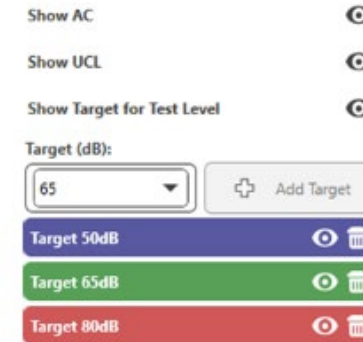 Show AC
Show UCL
Show Target for Test Level
Target (dB):
65 Add Target
Target 50dB
Target 65dB
Target 80dB